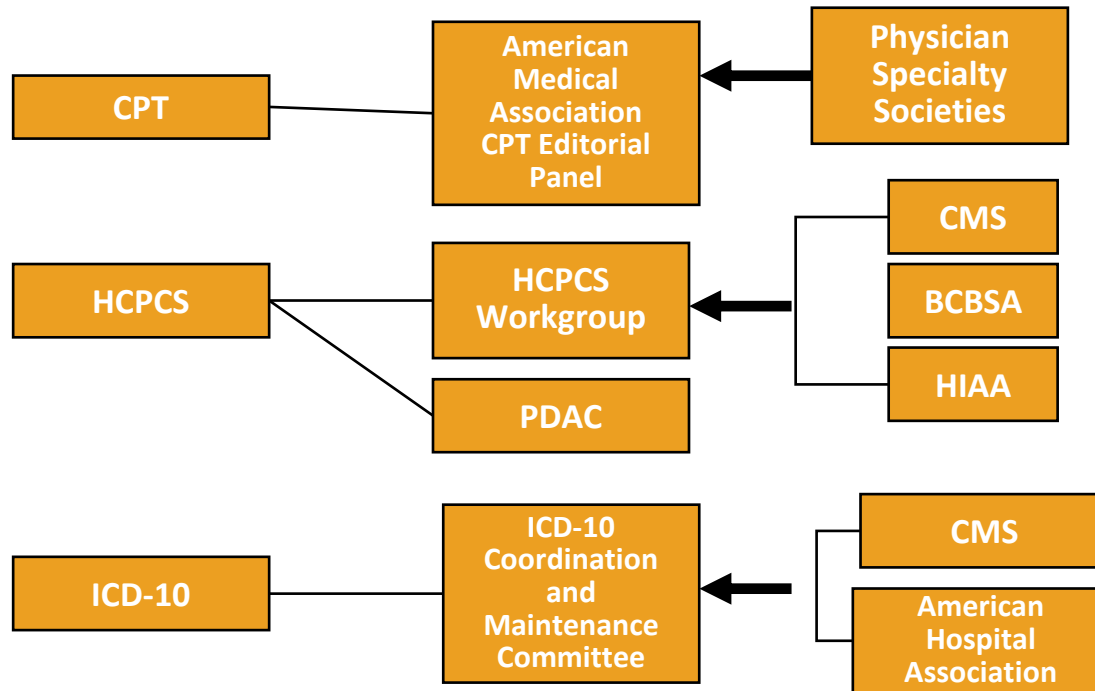 CPT
American
Medical
Association
CPT Editorial
Panel
Physician
Specialty
Societies
HCPCS
HCPCS
Workgroup
PDAC
CMS
BCBSA
HIAA
ICD-10
ICD-10
Coordination
and
Maintenance
Committee
CMS
American
Hospital
Association